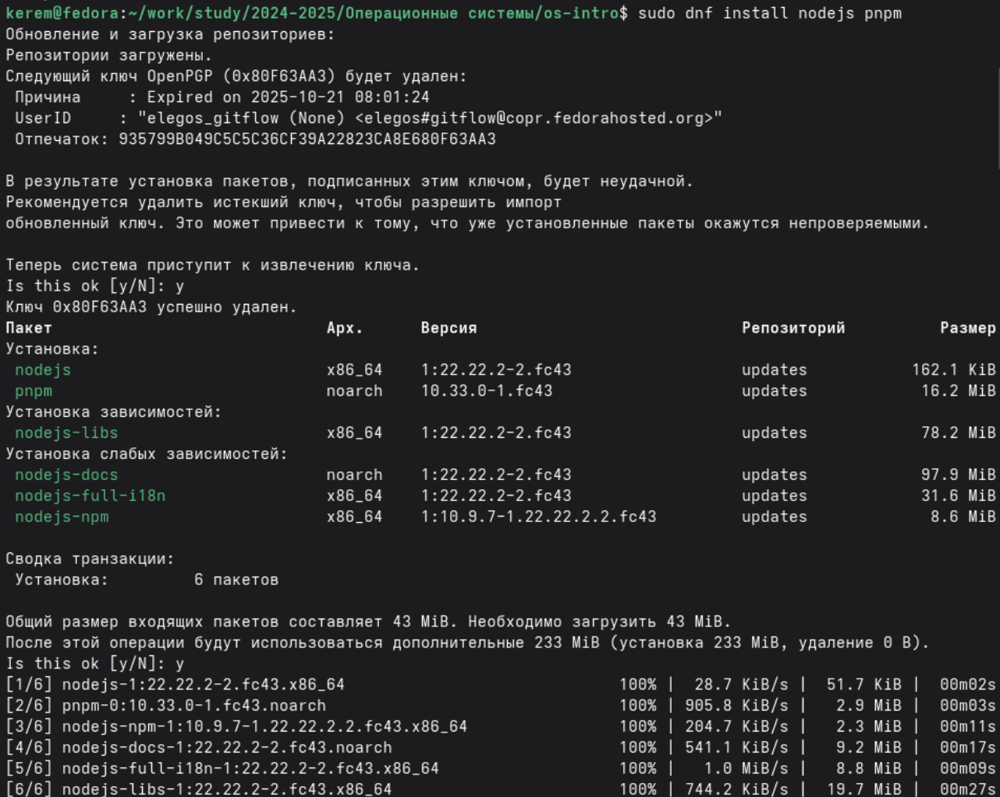 kerem@fedora:~/work/study/2024-2025/Операционные системы/os-intro$ sudo dnf install nodejs pnpm
Обновление и загрузка репозиториев:
Репозитории загружены.
Следующий ключ OpenPGP (0x80F63AA3) будет удален:
 Причина     : Expired on 2025-10-21 08:01:24
 UserID     : "elegos_gitflow (None) <elegos#gitflow@copr.fedorahosted.org>"
 Отпечаток: 935799B049C5C5C36CF39A22823CA8E680F63AA3

В результате установка пакетов, подписанных этим ключом, будет неудачной.
Рекомендуется удалить истекший ключ, чтобы разрешить импорт
обновленный ключ. Это может привести к тому, что уже установленные пакеты окажутся непроверяемыми.

Теперь система приступит к извлечению ключа.
Is this ok [y/N]: y
Ключ 0x80F63AA3 успешно удален.
Пакет                             Арх.      Версия                            Репозиторий          Размер
Установка:
 nodejs                           x86_64    1:22.22.2-2.fc43                  updates           162.1 KiB
 pnpm                             noarch    10.33.0-1.fc43                    updates            16.2 MiB
Установка зависимостей:
 nodejs-libs                      x86_64    1:22.22.2-2.fc43                  updates            78.2 MiB
Установка слабых зависимостей:
 nodejs-docs                      noarch    1:22.22.2-2.fc43                  updates            97.9 MiB
 nodejs-full-i18n                 x86_64    1:22.22.2-2.fc43                  updates            31.6 MiB
 nodejs-npm                       x86_64    1:10.9.7-1.22.22.2.2.fc43         updates             8.6 MiB

Сводка транзакции:
 Установка:         6 пакетов

Общий размер входящих пакетов составляет 43 MiB. Необходимо загрузить 43 MiB.
После этой операции будут использоваться дополнительные 233 MiB (установка 233 MiB, удаление 0 B).
Is this ok [y/N]: y
[1/6] nodejs-1:22.22.2-2.fc43.x86_64                             100% |  28.7 KiB/s |  51.7 KiB |  00m02s
[2/6] pnpm-0:10.33.0-1.fc43.noarch                               100% | 905.8 KiB/s |   2.9 MiB |  00m03s
[3/6] nodejs-npm-1:10.9.7-1.22.22.2.2.fc43.x86_64                100% | 204.7 KiB/s |   2.3 MiB |  00m11s
[4/6] nodejs-docs-1:22.22.2-2.fc43.noarch                        100% | 541.1 KiB/s |   9.2 MiB |  00m17s
[5/6] nodejs-full-i18n-1:22.22.2-2.fc43.x86_64                   100% |   1.0 MiB/s |   8.8 MiB |  00m09s
[6/6] nodejs-libs-1:22.22.2-2.fc43.x86_64                        100% | 744.2 KiB/s |  19.7 MiB |  00m27s